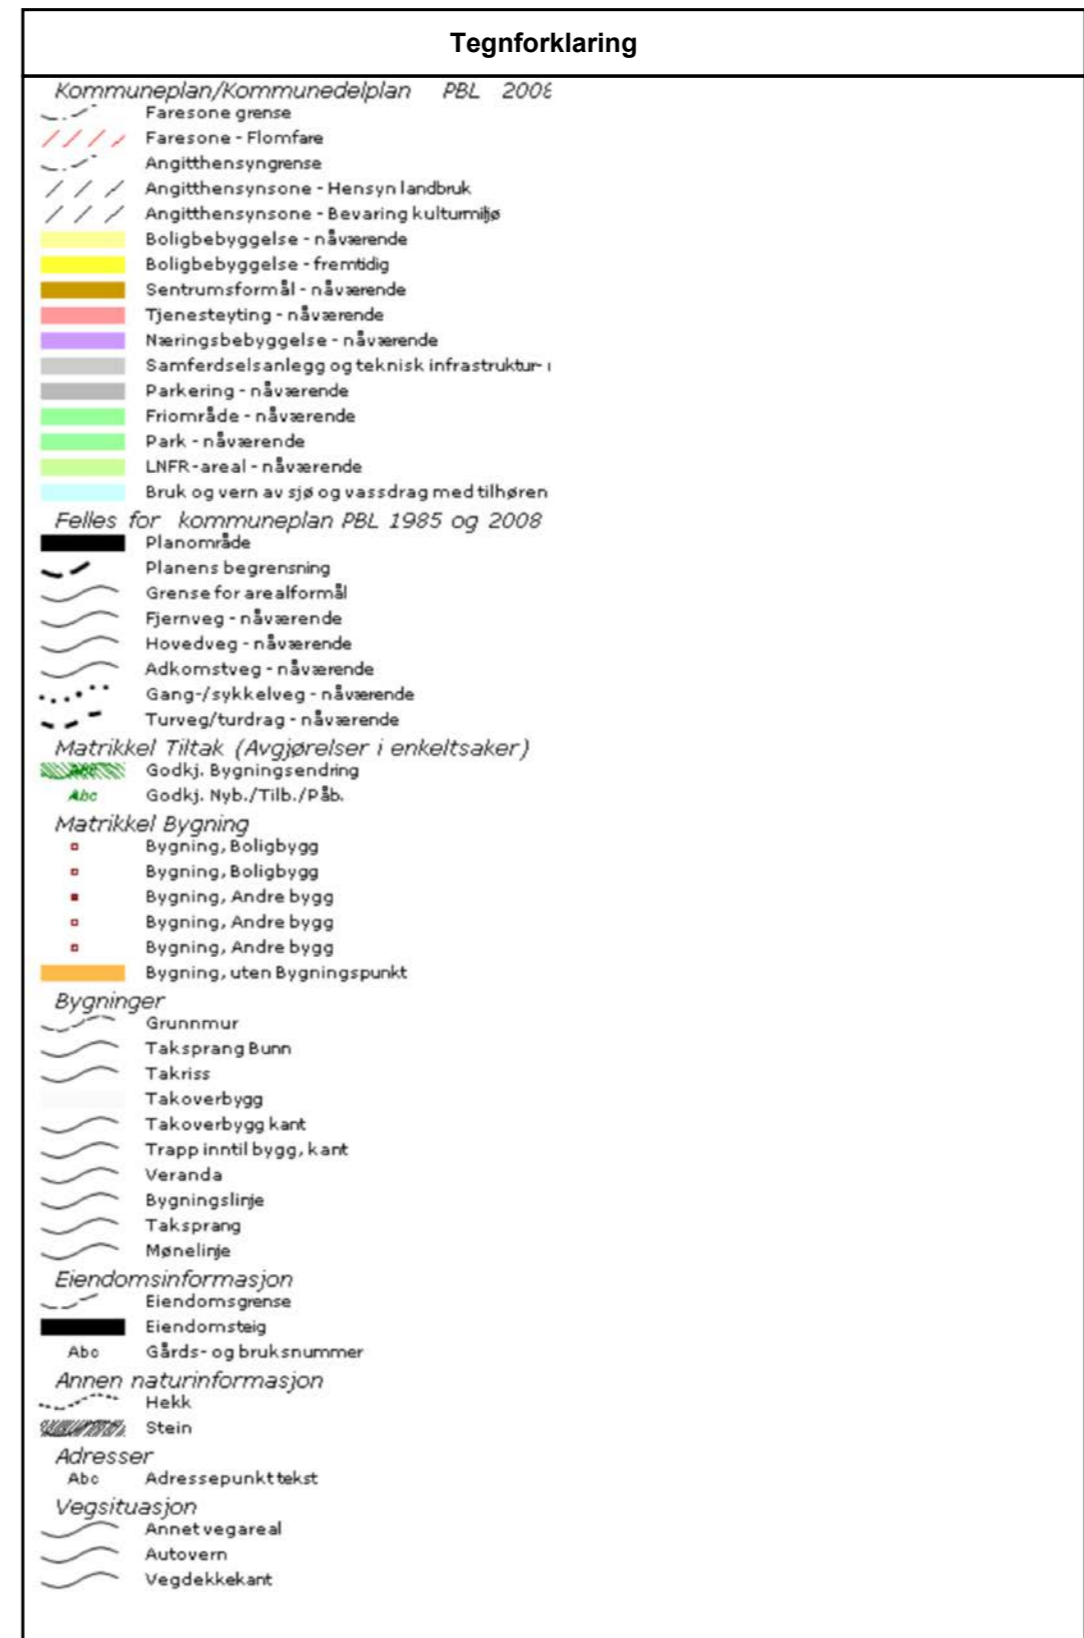 Tegnforklaring
Kommuneplan/Kommunedelplan PBL 2008
Faresone grense
Faresone - Flomfare
Angitthensyngrense
Angitthensynsone - Hensyn landbruk
Angitthensynsone - Bevaring kulturmiljø
Boligbebyggelse - nåværende
Boligbebyggelse - fremtidig
Sentrumsformål - nåværende
Tjenesteyting - nåværende
Næringsbebyggelse - nåværende
Samferdselsanlegg og teknisk infrastruktur-
Parkering - nåværende
Friområde - nåværende
Park - nåværende
LNFR-areal - nåværende
Bruk og vern av sjø og vassdrag med tilhøren
Felles for kommuneplan PBL 1985 og 2008
Planområde
Planens begrensning
Grense for arealformål
Fjernveg - nåværende
Hovedveg - nåværende
Adkomstveg - nåværende
Gang-/sykkelveg - nåværende
Turveg/turdrag - nåværende
Matrikkel Tiltak (Avgjørelser i enkeltsaker)
Abc Godkj. Bygningsendring
Abc Godkj. Nyb./Tilb./Påb.
Matrikkel Bygning
Bygning, Boligbygg
Bygning, Boligbygg
Bygning, Andre bygg
Bygning, Andre bygg
Bygning, Andre bygg
Bygning, uten Bygningspunkt
Bygninger
Grunnmur
Taksprang Bunn
Takriss
Takoverbygg
Takoverbygg kant
Trapp inntil bygg, kant
Veranda
Bygningslinje
Taksprang
Mønelinje
Eiendomsinformasjon
Eiendomsgrense
Eiendomsteig
Abc Gårds- og bruksnummer
Annen naturinformasjon
Hekk
Stein
Adresser
Abc Adressepunkt tekst
Vegsituasjon
Annet vegareal
Autovern
Vegdekkekant